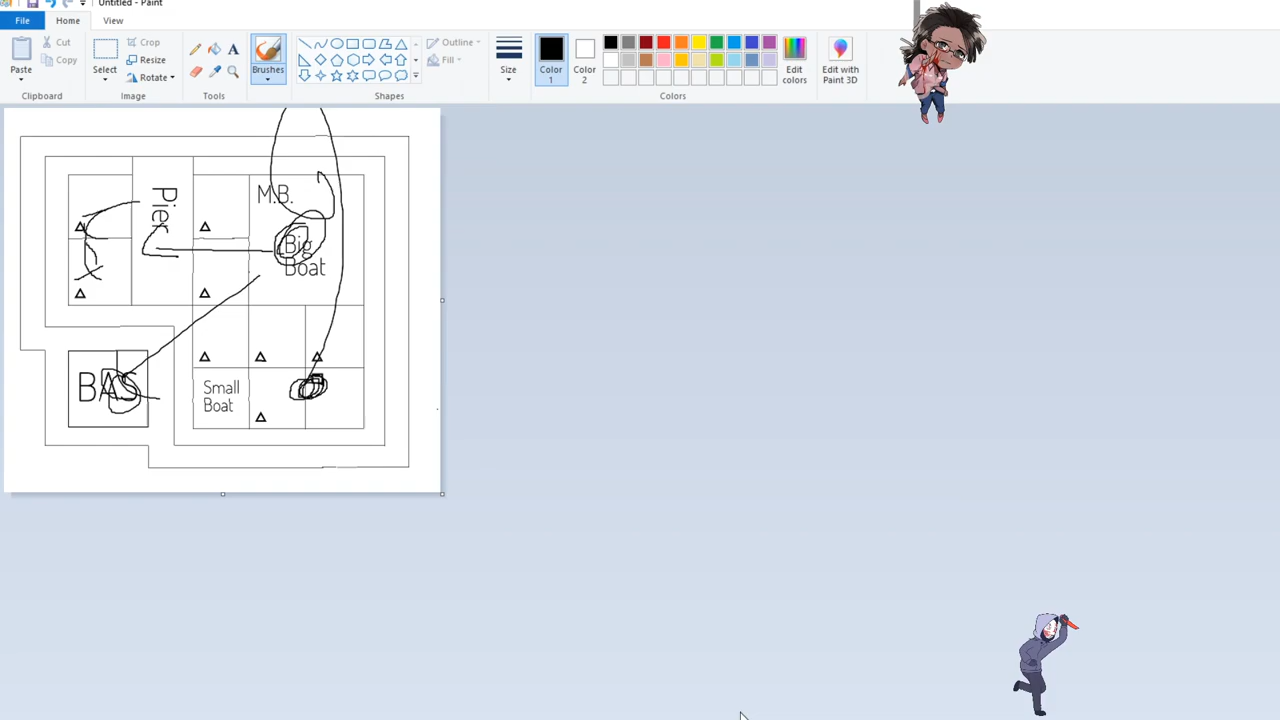 Untitled - Paint
File
Home
View
Paste
Cut
Copy
Clipboard
Select
Crop
Resize
Rotate
Image
A
Tools
Brushes
Shapes
Outline
Fill
Size
Color
1
Color
2
Colors
Edit
colors
Edit with
Paint 3D
Pier
M.B.
Big
Boat
BAS
Small
Boat